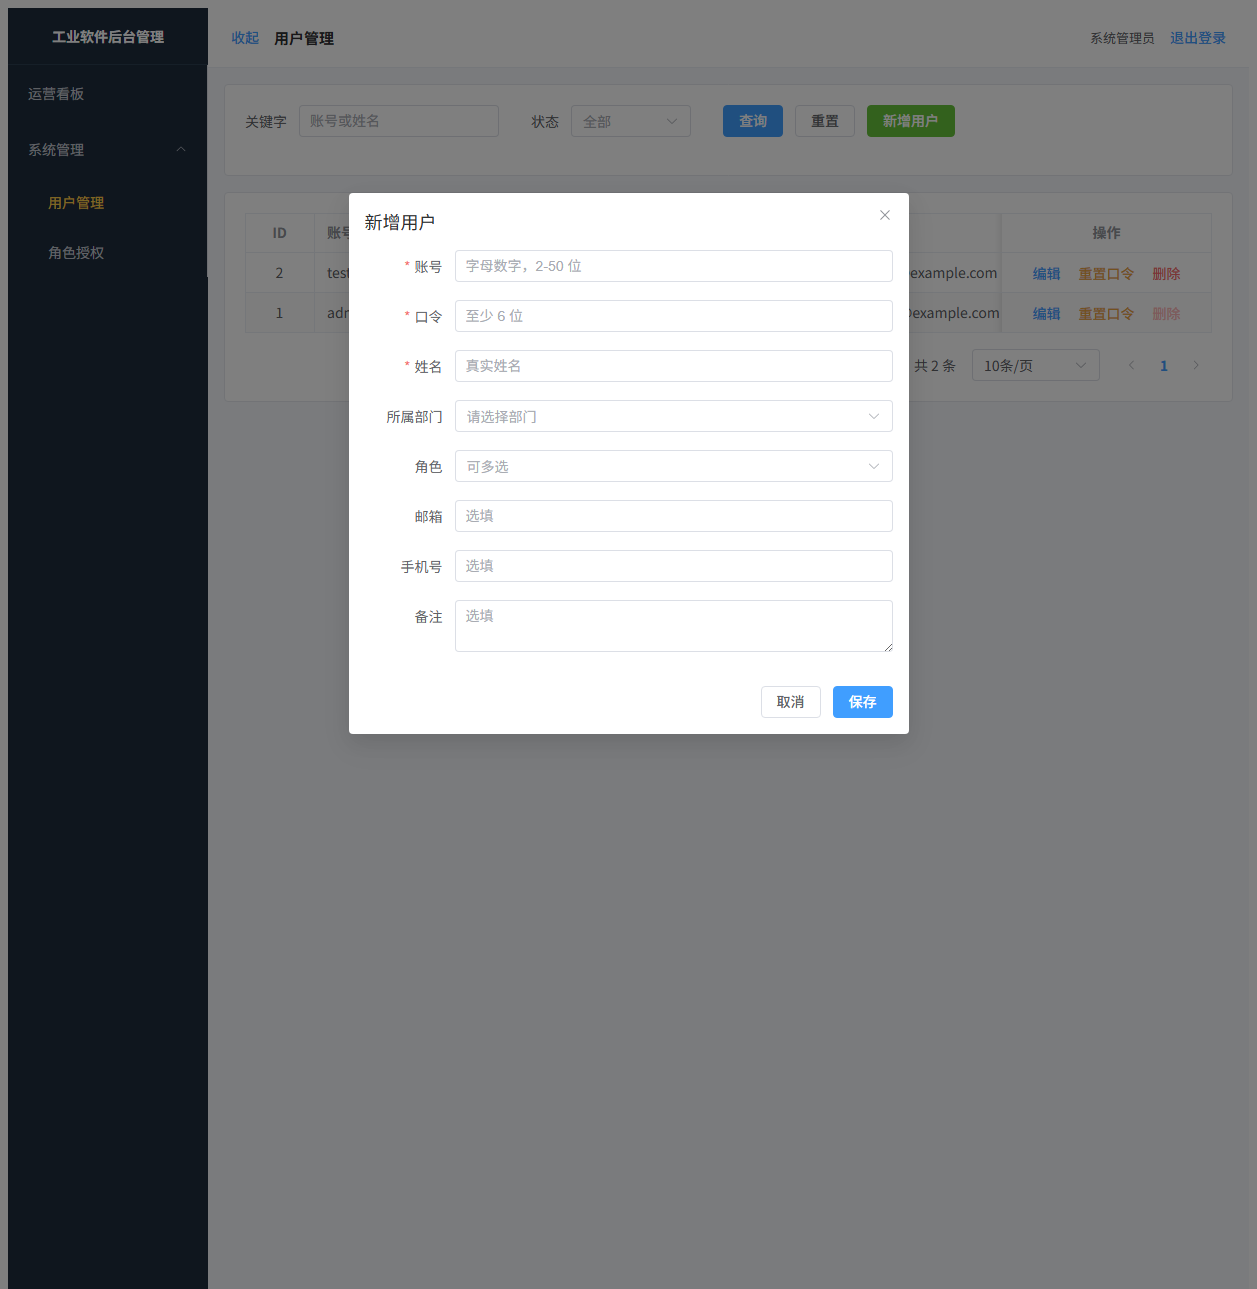 工业软件后台管理
收起 用户管理 系统管理员 退出登录
运营看板
系统管理
用户管理
角色授权
关键字 账号或姓名 状态 全部 查询 重置 新增用户
ID 操作
2 编辑 重置口令 删除
1 @example.com 编辑 重置口令 删除
共 2 条 10条/页 1
新增用户
* 账号 字母数字，2-50 位
* 口令 至少 6 位
* 姓名 真实姓名
所属部门 请选择部门
角色 可多选
邮箱 选填
手机号 选填
备注 选填
取消 保存